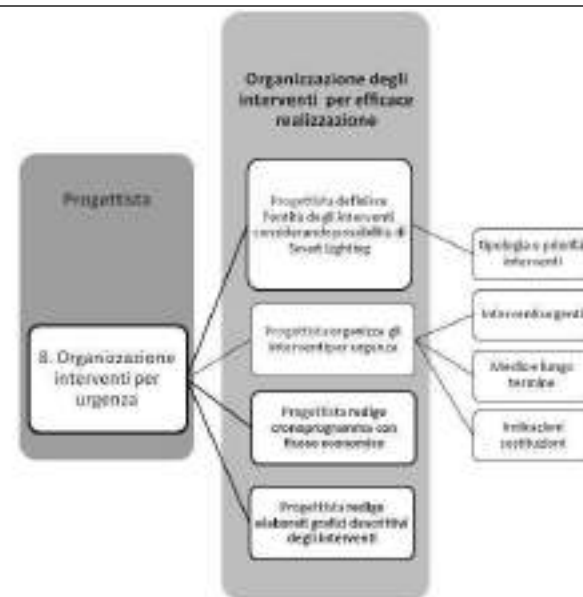 Organizzazione degli
interventi per efficace
realizzazione
Progettista
8. Organizzazione
interventi per
urgenza
Progettista definisce
l'entità degli interventi
considerando possibilità di
Smart Lighting
Progettista organizza gli
interventi per urgenza
Progettista redige
cronoprogramma con
flusso economico
Progettista redige
elaborati grafici descrittivi
degli interventi
Tipologia e priorità
interventi
Interventi urgenti
Medio e lungo
termine
Indicazioni
sostituzioni